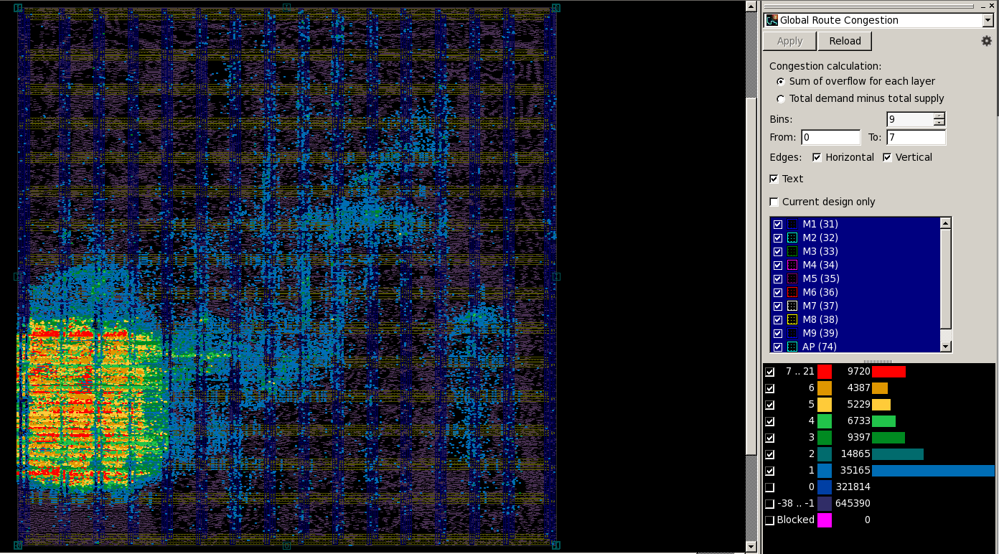 Global Route Congestion
Apply Reload
Congestion calculation:
Sum of overflow for each layer
Total demand minus total supply
Bins: 9
From: 0 To: 7
Edges: Horizontal Vertical
Text
Current design only
M1 (31)
M2 (32)
M3 (33)
M4 (34)
M5 (35)
M6 (36)
M7 (37)
M8 (38)
M9 (39)
AP (74)
7 .. 21 9720
6 4387
5 5229
4 6733
3 9397
2 14865
1 35165
0 321814
-38 .. -1 645390
Blocked 0